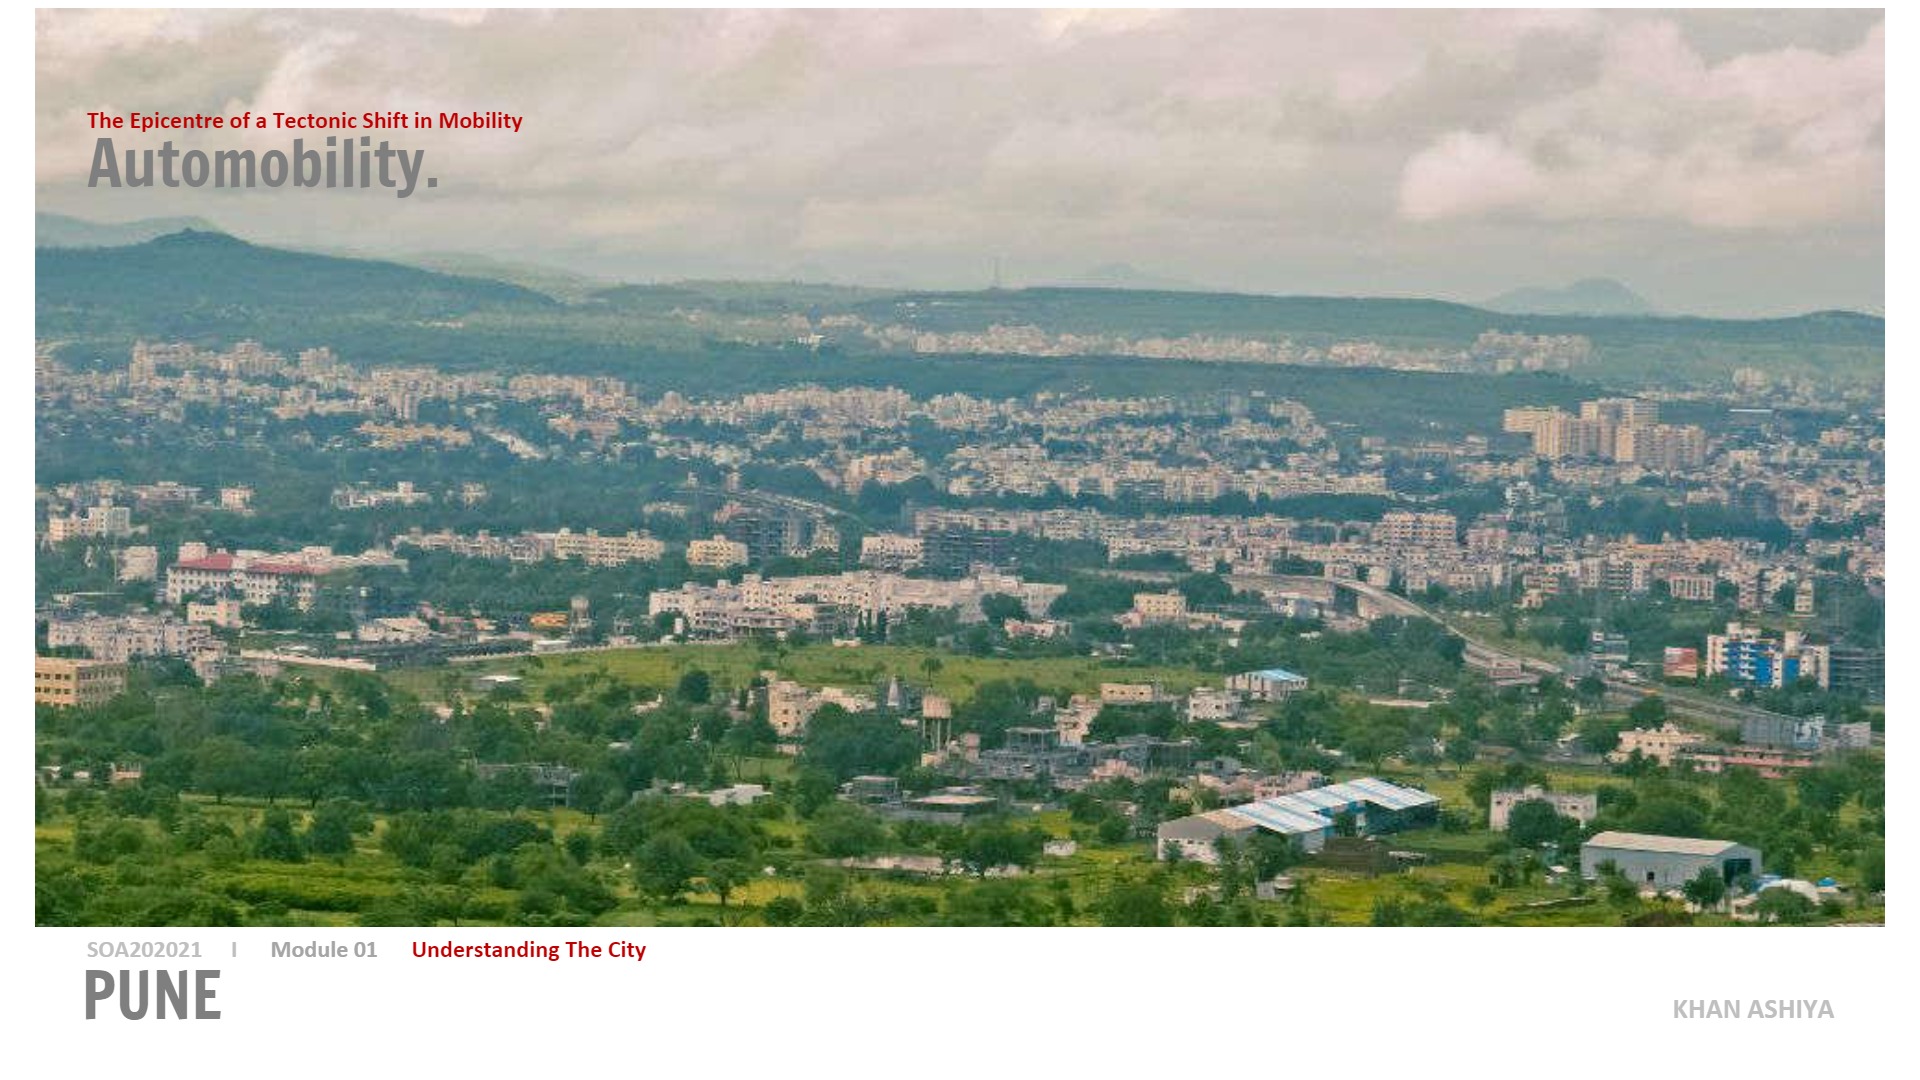 The Epicentre of a Tectonic Shift in Mobility
Automobility.
SOA202021 I Module 01 Understanding The City
PUNE
KHAN ASHIYA